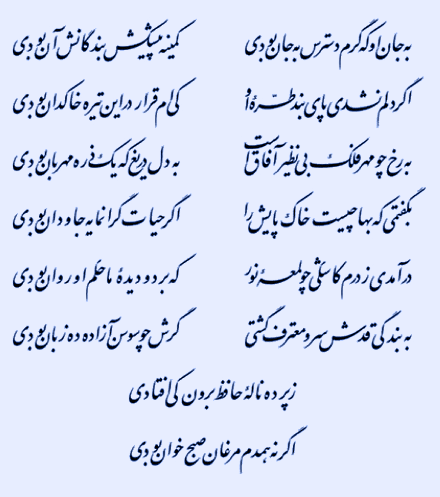 به جان او که گرم دسترس به جان بودی کمینه پیشکش بندگانش آن بودی
اگر دلم نشدی پای بند طرهٔ او کی ام قرار در این تیره خاکدان بودی
به رخ چو مهر فلک بی نظیر آفاق است به دل دریغ که یک ذره مهربان بودی
بگفتمی که بها چیست خاک پایش را اگر حیات گرانمایه جاودان بودی
درآمدی ز درم کاشکی چو لمعهٔ نور که بر دو دیدهٔ ما حکم او روان بودی
به بندگی قدش سرو معترف گشتی گرش چو سوسن آزاده ده زبان بودی
ز پرده نالهٔ حافظ برون کی افتادی
اگر نه همدم مرغان صبح خوان بودی